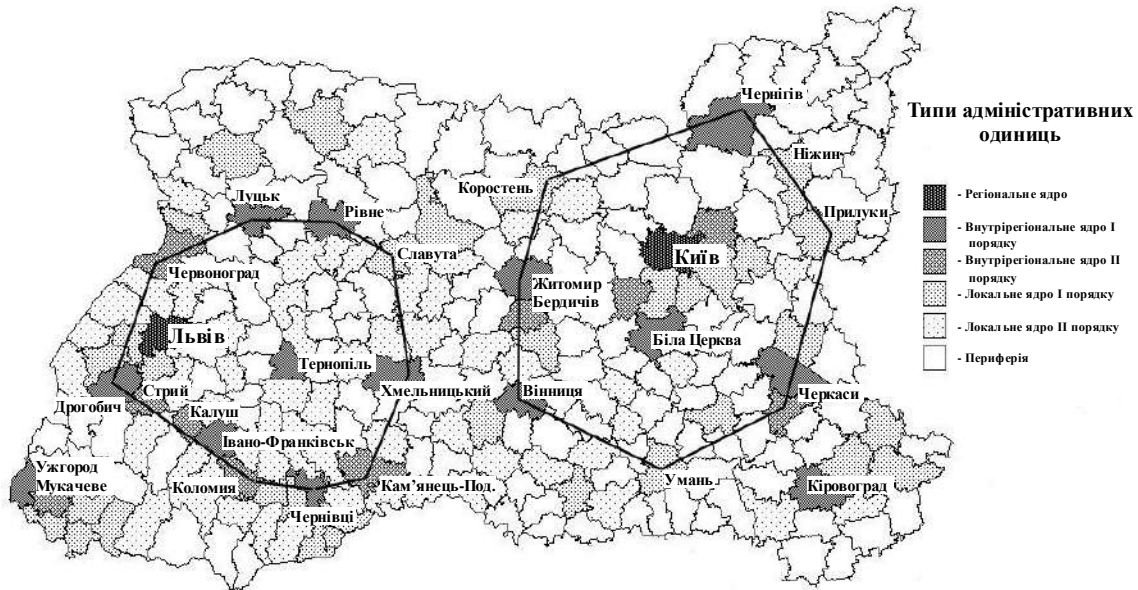 Чернігів
Типи адміністративних
одиниць
Ніжин
Коростень
- Регіональне ядро
Луцьк
Рівне
Прилуки
- Внутрірегіональне ядро І
порядку
Славута
Київ
- Внутрірегіональне ядро ІІ
порядку
Червоноград
Житомир
Бердичів
- Локальне ядро І порядку
Львів
Біла Церква
- Локальне ядро ІІ порядку
Тернопіль
- Периферія
Стрий
Хмельницький
Вінниця
Черкаси
Дрогобич
Калуш
Івано-Франківськ
Ужгород
Мукачеве
Коломия
Кам’янець-Под.
Умань
Кіровоград
Чернівці